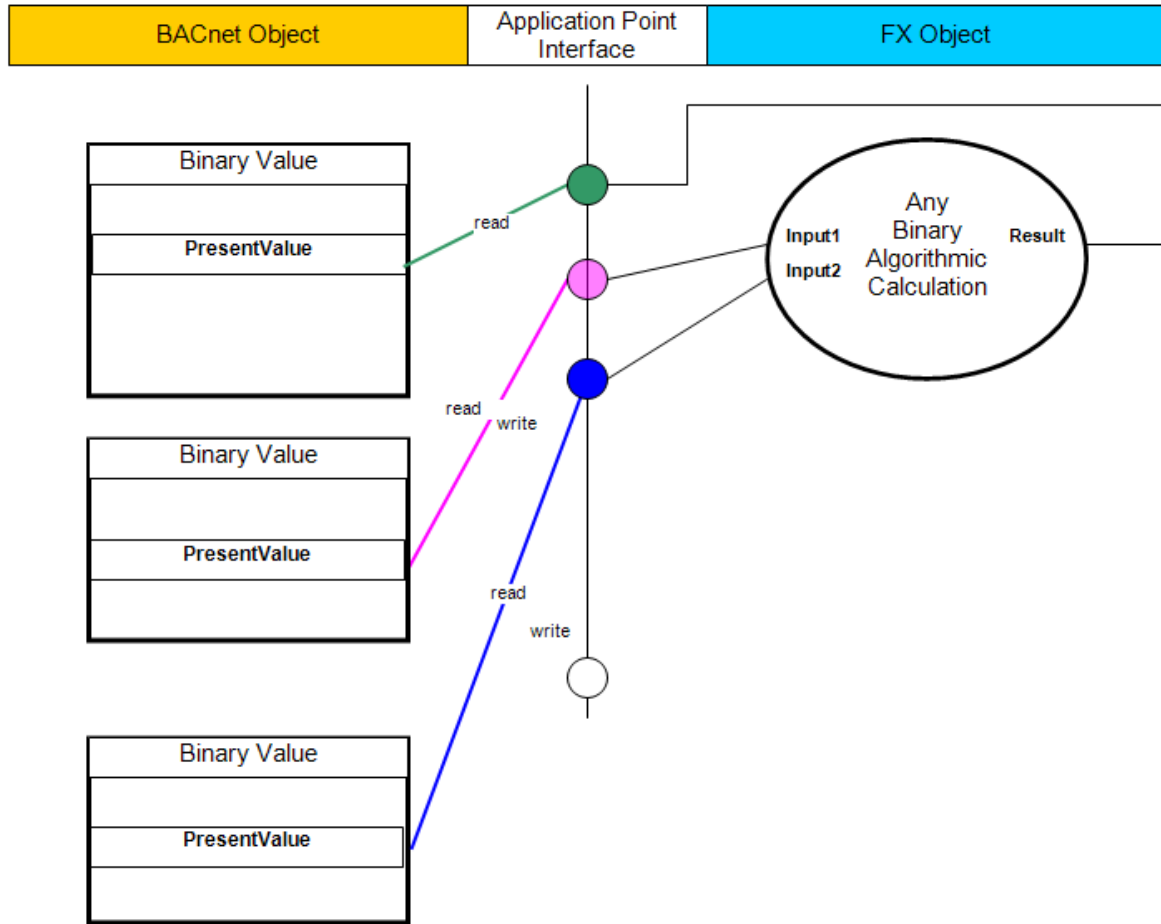 BACnet Object
Application Point
Interface
FX Object
Binary Value
PresentValue
read
Any
Binary
Algorithmic
Calculation
Input1
Input2
Result
read
write
Binary Value
PresentValue
read
write
Binary Value
PresentValue